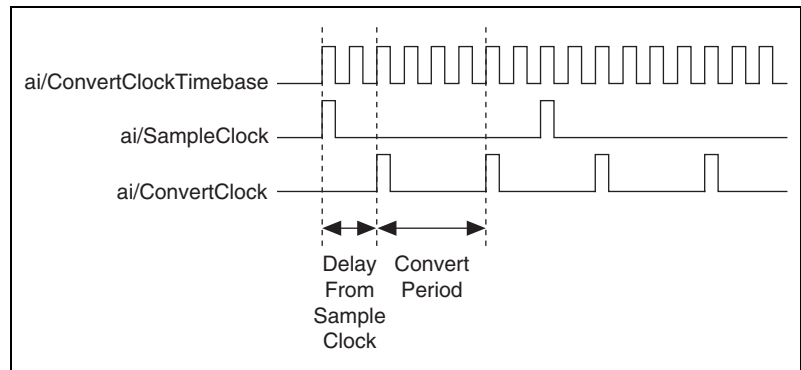 ai/ConvertClockTimebase
ai/SampleClock
ai/ConvertClock
Delay From Sample Clock
Convert Period